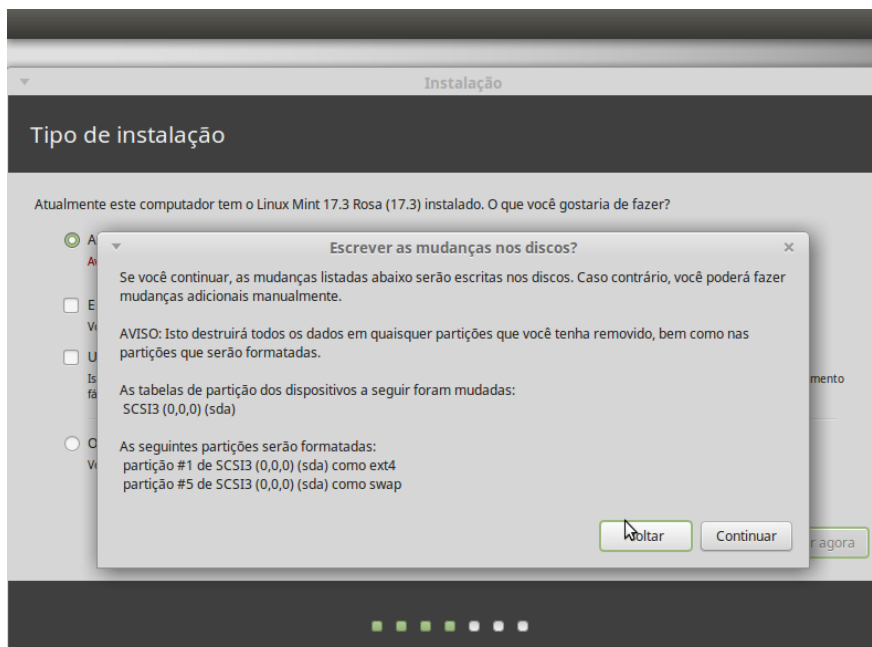 Instalação
Tipo de instalação
Atualmente este computador tem o Linux Mint 17.3 Rosa (17.3) instalado. O que você gostaria de fazer?
Escrever as mudanças nos discos?
Se você continuar, as mudanças listadas abaixo serão escritas nos discos. Caso contrário, você poderá fazer
mudanças adicionais manualmente.
AVISO: Isto destruirá todos os dados em quaisquer partições que você tenha removido, bem como nas
partições que serão formatadas.
As tabelas de partição dos dispositivos a seguir foram mudadas:
SCSI3 (0,0,0) (sda)
As seguintes partições serão formatadas:
partição #1 de SCSI3 (0,0,0) (sda) como ext4
partição #5 de SCSI3 (0,0,0) (sda) como swap
Voltar
Continuar
agora